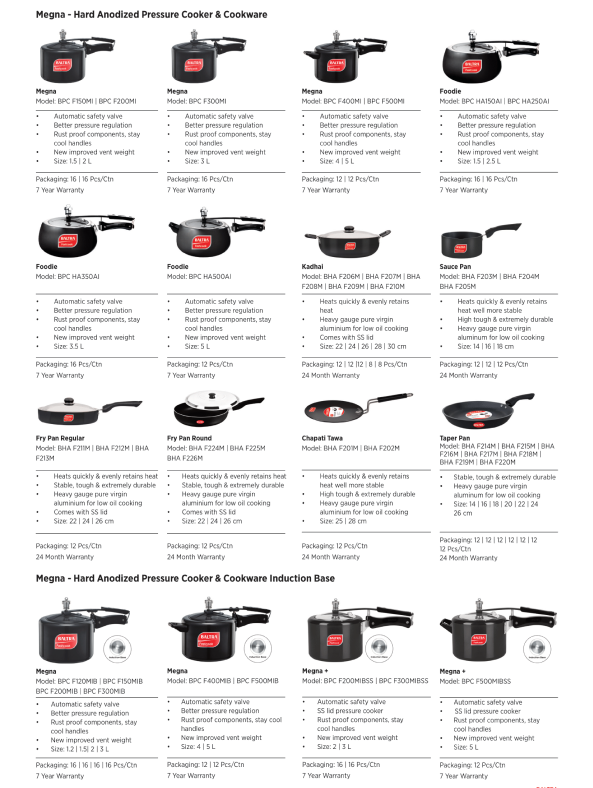 Megna - Hard Anodized Pressure Cooker & Cookware
Megna
Model: BPC F150MI | BPC F200MI
• Automatic safety valve
• Better pressure regulation
• Rust proof components, stay
cool handles
• New improved vent weight
• Size: 1.5 | 2 L
Packaging: 16 | 16 Pcs/Ctn
7 Year Warranty
Megna
Model: BPC F300MI
• Automatic safety valve
• Better pressure regulation
• Rust proof components, stay
cool handles
• New improved vent weight
• Size: 3 L
Packaging: 16 Pcs/Ctn
7 Year Warranty
Megna
Model: BPC F400MI | BPC F500MI
• Automatic safety valve
• Better pressure regulation
• Rust proof components, stay
cool handles
• New improved vent weight
• Size: 4 | 5 L
Packaging: 12 | 12 Pcs/Ctn
7 Year Warranty
Foodie
Model: BPC HA150AI | BPC HA250AI
• Automatic safety valve
• Better pressure regulation
• Rust proof components, stay
cool handles
• New improved vent weight
• Size: 1.5 | 2.5 L
Packaging: 16 | 16 Pcs/Ctn
7 Year Warranty
Foodie
Model: BPC HA350AI
• Automatic safety valve
• Better pressure regulation
• Rust proof components, stay
cool handles
• New improved vent weight
• Size: 3.5 L
Packaging: 16 Pcs/Ctn
7 Year Warranty
Foodie
Model: BPC HA500AI
• Automatic safety valve
• Better pressure regulation
• Rust proof components, stay
cool handles
• New improved vent weight
• Size: 5 L
Packaging: 12 Pcs/Ctn
7 Year Warranty
Kadhai
Model: BHA F206M | BHA F207M | BHA
F208M | BHA F209M | BHA F210M
• Heats quickly & evenly retains
heat
• Heavy gauge pure virgin
aluminium for low oil cooking
• Comes with SS lid
• Size: 22 | 24 | 26 | 28 | 30 cm
Packaging: 12 | 12 |12 | 8 | 8 Pcs/Ctn
24 Month Warranty
Sauce Pan
Model: BHA F203M | BHA F204M
BHA F205M
• Heats quickly & evenly retains
heat well more stable
• High tough & extremely durable
• Heavy gauge pure virgin
aluminum for low oil cooking
• Size: 14 | 16 | 18 cm
Packaging: 12 | 12 | 12 Pcs/Ctn
24 Month Warranty
Fry Pan Regular
Model: BHA F211M | BHA F212M | BHA
F213M
• Heats quickly & evenly retains heat
• Stable, tough & extremely durable
• Heavy gauge pure virgin
aluminium for low oil cooking
• Comes with SS lid
• Size: 22 | 24 | 26 cm
Packaging: 12 Pcs/Ctn
24 Month Warranty
Fry Pan Round
Model: BHA F224M | BHA F225M
BHA F226M
• Heats quickly & evenly retains heat
• Stable, tough & extremely durable
• Heavy gauge pure virgin
aluminium for low oil cooking
• Comes with SS lid
• Size: 22 | 24 | 26 cm
Packaging: 12 Pcs/Ctn
24 Month Warranty
Chapati Tawa
Model: BHA F201M | BHA F202M
• Heats quickly & evenly retains
heat well more stable
• High tough & extremely durable
• Heavy gauge pure virgin
aluminium for low oil cooking
• Size: 25 | 28 cm
Packaging: 12 Pcs/Ctn
24 Month Warranty
Taper Pan
Model: BHA F214M | BHA F215M | BHA
F216M | BHA F217M | BHA F218M |
BHA F219M | BHA F220M
• Stable, tough & extremely durable
• Heavy gauge pure virgin
aluminum for low oil cooking
• Size: 14 | 16 | 18 | 20 | 22 | 24
26 cm
Packaging: 12 | 12 | 12 | 12 | 12 | 12
12 Pcs/Ctn
24 Month Warranty
Megna - Hard Anodized Pressure Cooker & Cookware Induction Base
Megna
Model: BPC F120MIB | BPC F150MIB
BPC F200MIB | BPC F300MIB
• Automatic safety valve
• Better pressure regulation
• Rust proof components, stay
cool handles
• New improved vent weight
• Size: 1.2 | 1.5| 2 | 3 L
Packaging: 16 | 16 | 16 | 16 Pcs/Ctn
7 Year Warranty
Megna
Model: BPC F400MIB | BPC F500MIB
• Automatic safety valve
• Better pressure regulation
• Rust proof components, stay cool
handles
• New improved vent weight
• Size: 4 | 5 L
Packaging: 12 | 12 Pcs/Ctn
7 Year Warranty
Megna +
Model: BPC F200MIBSS | BPC F300MIBSS
• Automatic safety valve
• SS lid pressure cooker
• Rust proof components, stay
cool handles
• New improved vent weight
• Size: 2 | 3 L
Packaging: 16 | 16 Pcs/Ctn
7 Year Warranty
Megna +
Model: BPC F500MIBSS
• Automatic safety valve
• SS lid pressure cooker
• Rust proof components, stay
cool handles
• New improved vent weight
• Size: 5 L
Packaging: 12 Pcs/Ctn
7 Year Warranty